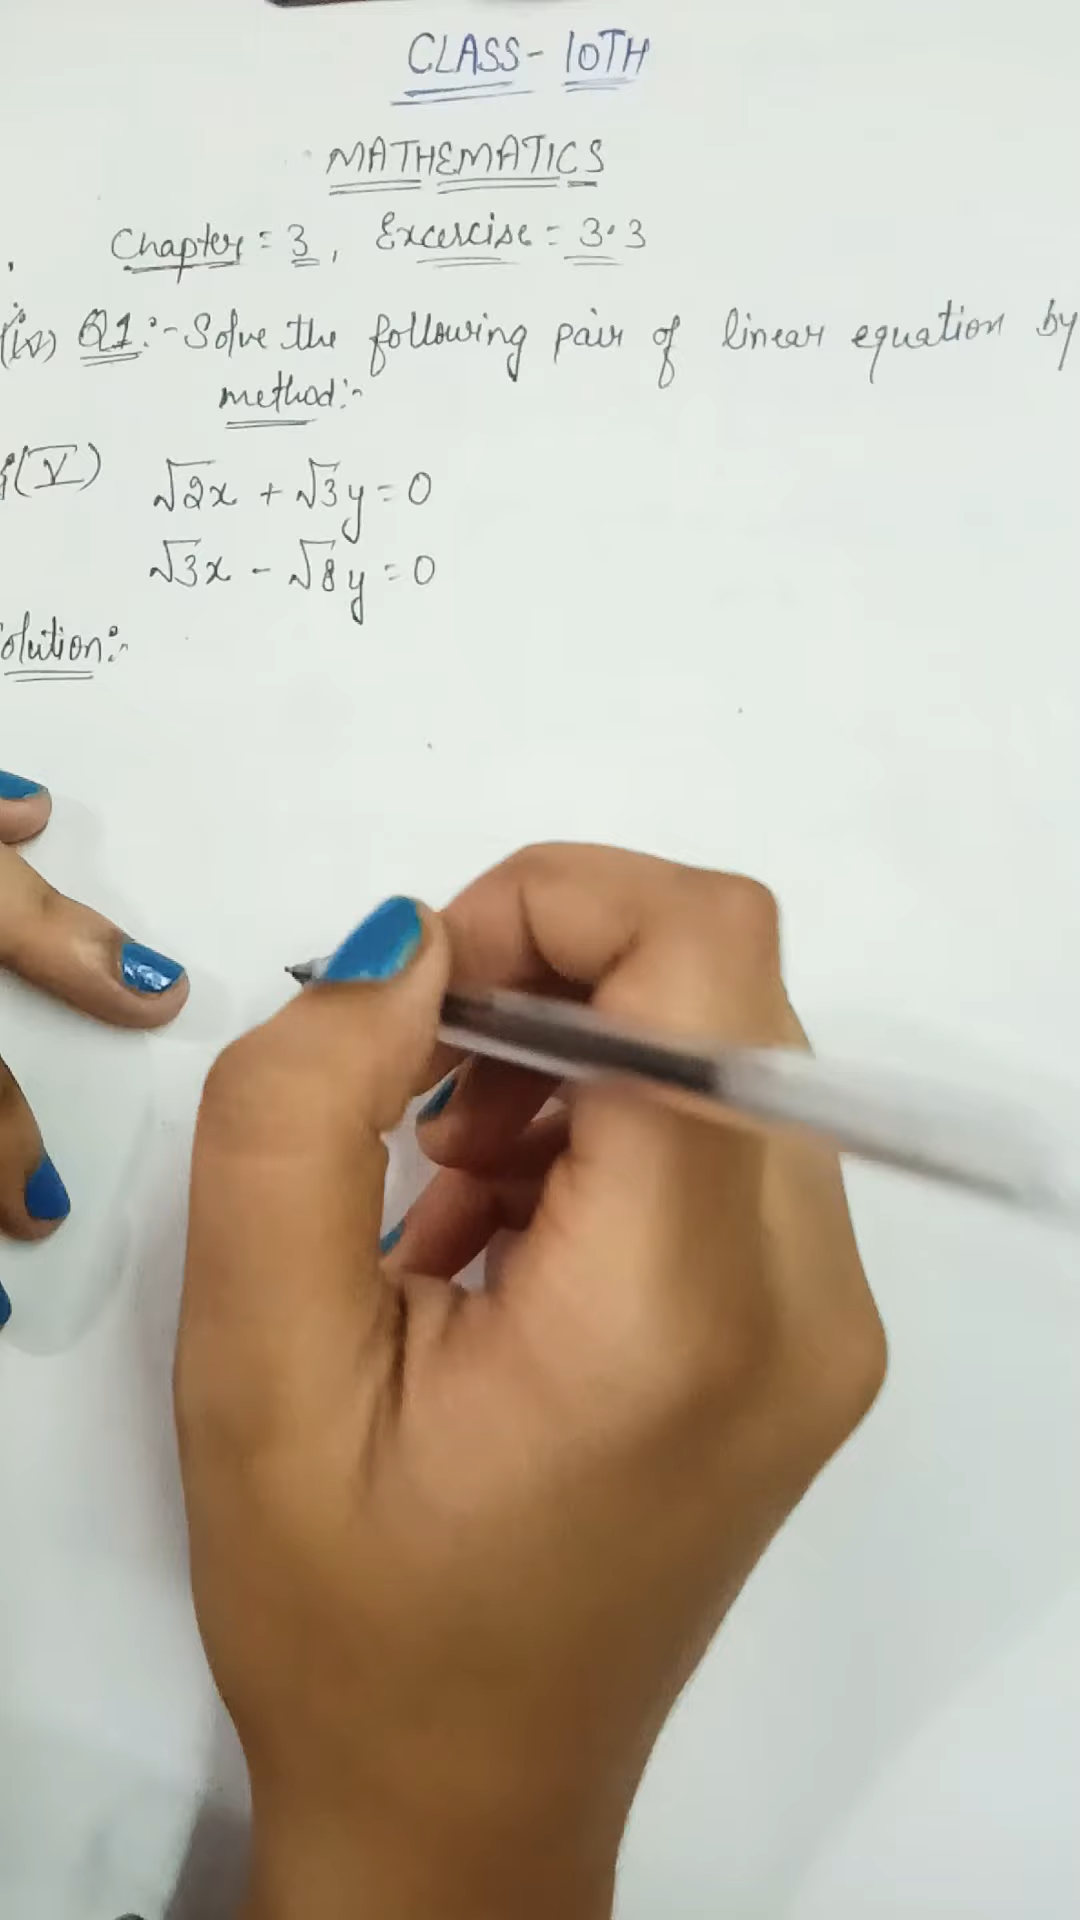 CLASS- 10TH
MATHEMATICS
Chapter = 3, Excercise = 3.3
(iv) Q1:- Solve the following pair of linear equation by
method:-
(V) √2x + √3y = 0
√3x - √8y = 0
olution:-